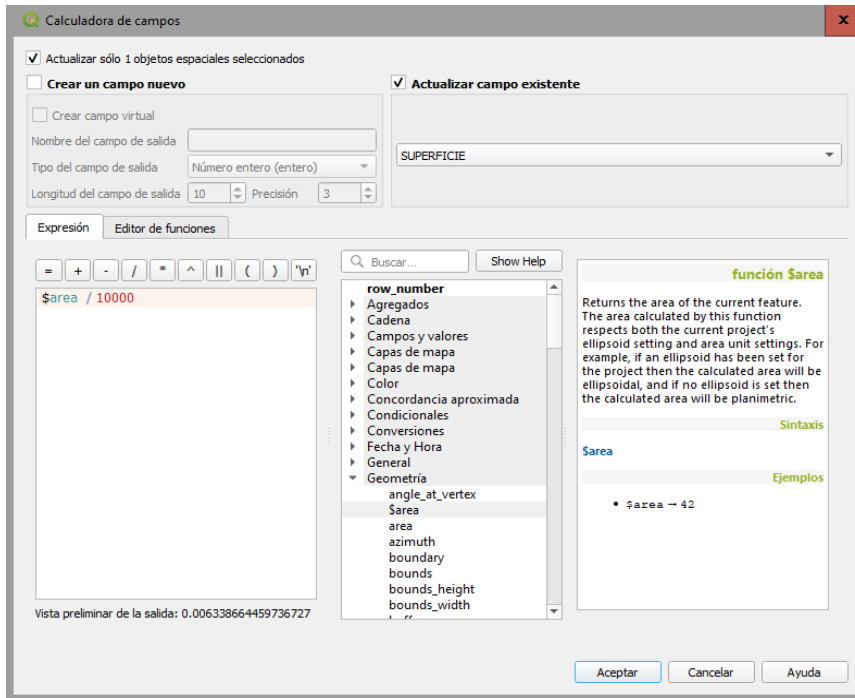 Calculadora de campos
x
Actualizar sólo 1 objetos espaciales seleccionados
Crear un campo nuevo
Actualizar campo existente
Crear campo virtual
Nombre del campo de salida
Tipo del campo de salida
Número entero (entero)
Longitud del campo de salida
10
Precisión
3
SUPERFICIE
Expresión
Editor de funciones
= + - / * ^ || ( ) '\n'
$area / 10000
Vista preliminar de la salida: 0.006338664459736727
Buscar...
Show Help
row_number
Agregados
Cadena
Campos y valores
Capas de mapa
Capas de mapa
Color
Concordancia aproximada
Condicionales
Conversiones
Fecha y Hora
General
Geometría
angle_at_vertex
$area
area
azimuth
boundary
bounds
bounds_height
bounds_width
función $area
Returns the area of the current feature.
The area calculated by this function
respects both the current project's
ellipsoid setting and area unit settings. For
example, if an ellipsoid has been set for
the project then the calculated area will be
ellipsoidal, and if no ellipsoid is set then
the calculated area will be planimetric.
Sintaxis
$area
Ejemplos
• $area → 42
Aceptar
Cancelar
Ayuda